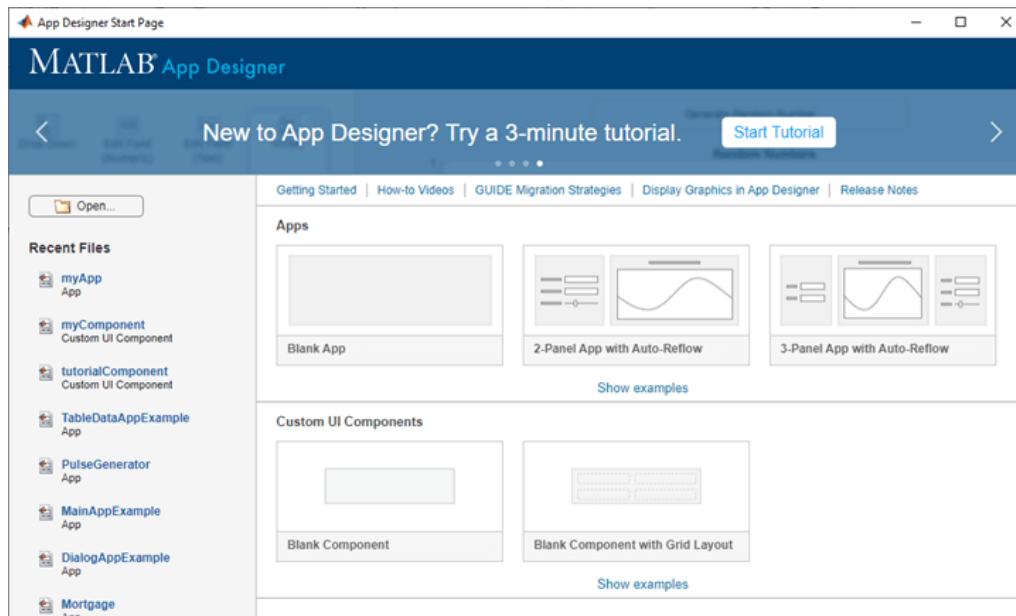 App Designer Start Page
MATLAB® App Designer
New to App Designer? Try a 3-minute tutorial.
Start Tutorial
Open...
Recent Files
myApp
App
myComponent
Custom UI Component
tutorialComponent
Custom UI Component
TableDataAppExample
App
PulseGenerator
App
MainAppExample
App
DialogAppExample
App
Mortgage
App
Getting Started | How-to Videos | GUIDE Migration Strategies | Display Graphics in App Designer | Release Notes
Apps
Blank App
2-Panel App with Auto-Reflow
3-Panel App with Auto-Reflow
Show examples
Custom UI Components
Blank Component
Blank Component with Grid Layout
Show examples